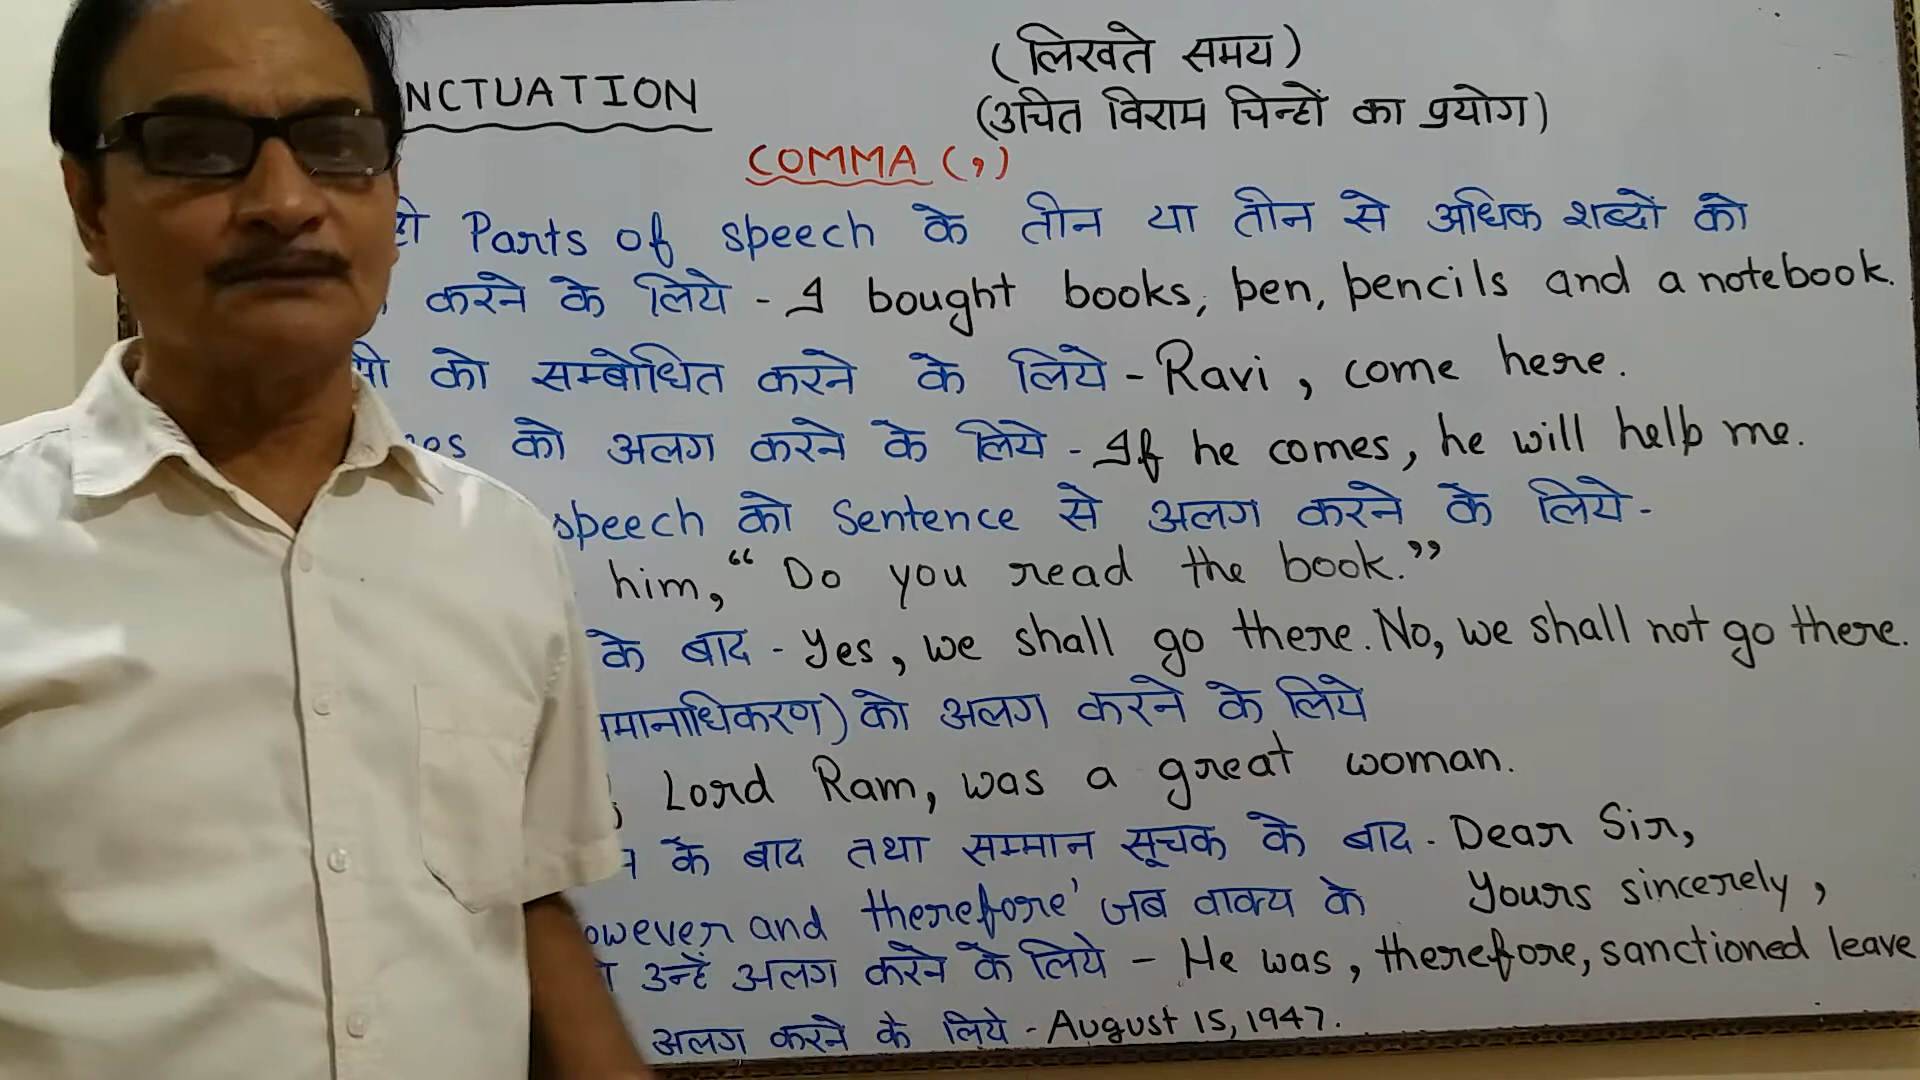 NCTUATION
(लिखते समय)
(उचित विराम चिन्हों का प्रयोग)
COMMA (,)
Parts of speech के तीन या तीन से अधिक शब्दों को
करने के लिये - I bought books, pen, pencils and a notebook.
को सम्बोधित करने के लिये - Ravi, come here.
को अलग करने के लिये - If he comes, he will help me.
speech को Sentence से अलग करने के लिये -
him, “Do you read the book.”
के बाद - Yes, we shall go there. No, we shall not go there.
मानाधिकरण) को अलग करने के लिये
Lord Ram, was a great woman.
के बाद तथा सम्मान सूचक के बाद - Dear Sir,
Yours sincerely,
owever and therefore' जब वाक्य के
उन्हें अलग करने के लिये - He was, therefore, sanctioned leave
अलग करने के लिये - August 15, 1947.